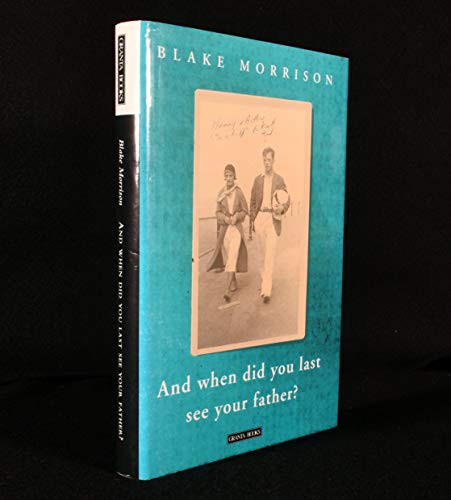 GRANTA BOOKS
Blake Morrison
AND WHEN DID YOU LAST SEE YOUR FATHER?
BLAKE MORRISON
And when did you last
see your father?
GRANTA BOOKS